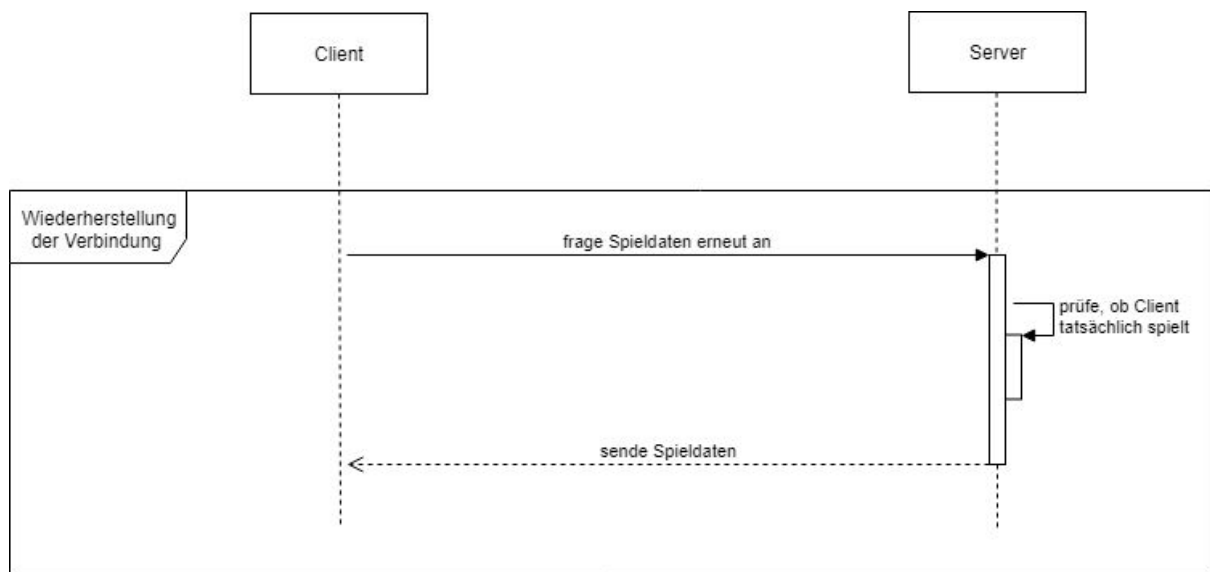 Client
Server
Wiederherstellung
der Verbindung
frage Spieldaten erneut an
prüfe, ob Client
tatsächlich spielt
sende Spieldaten